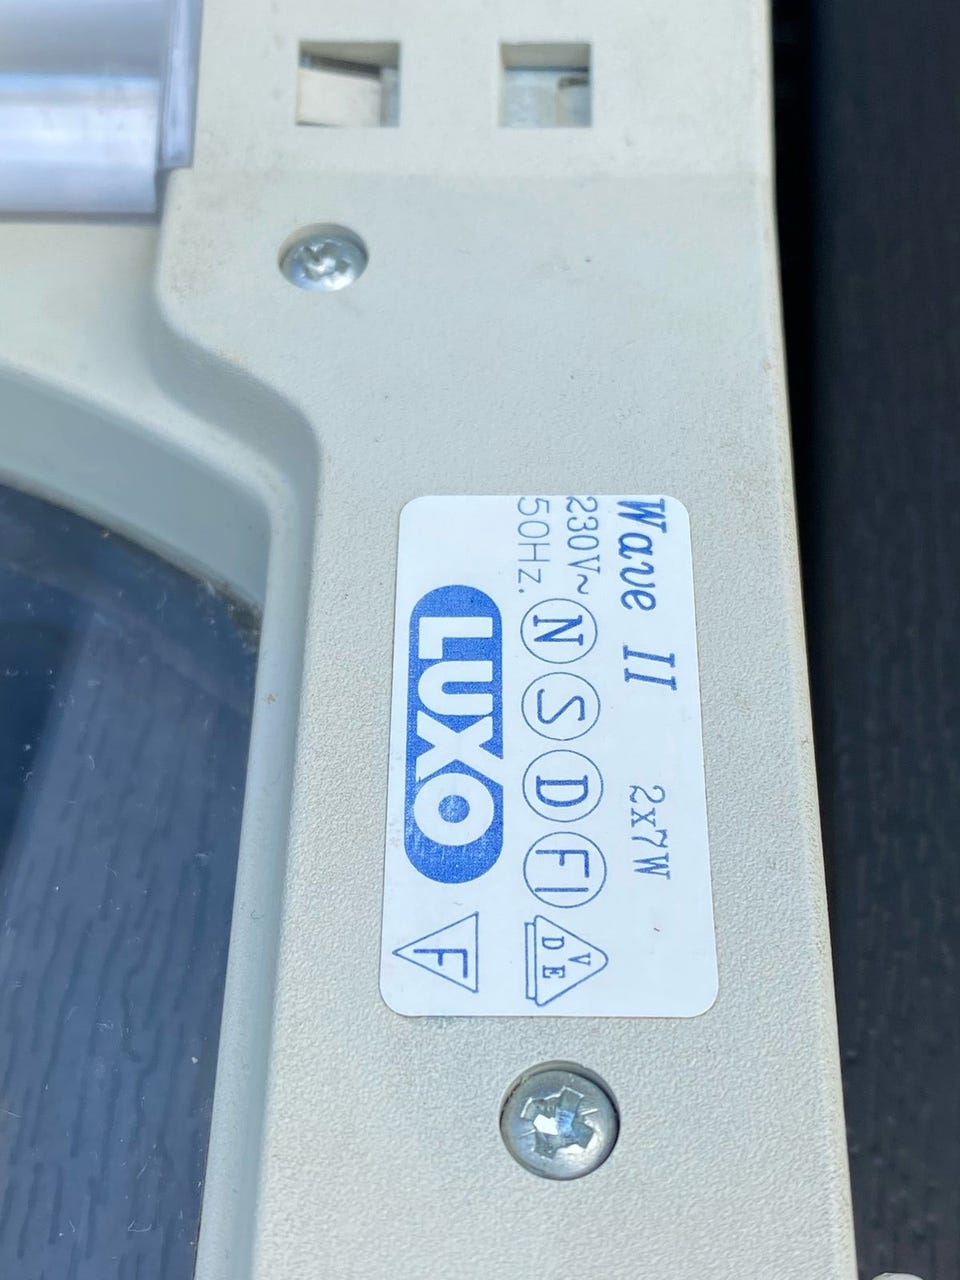 Wave II 2x7W
230V~
50Hz.
N S D FI
D V E
LUXO
F